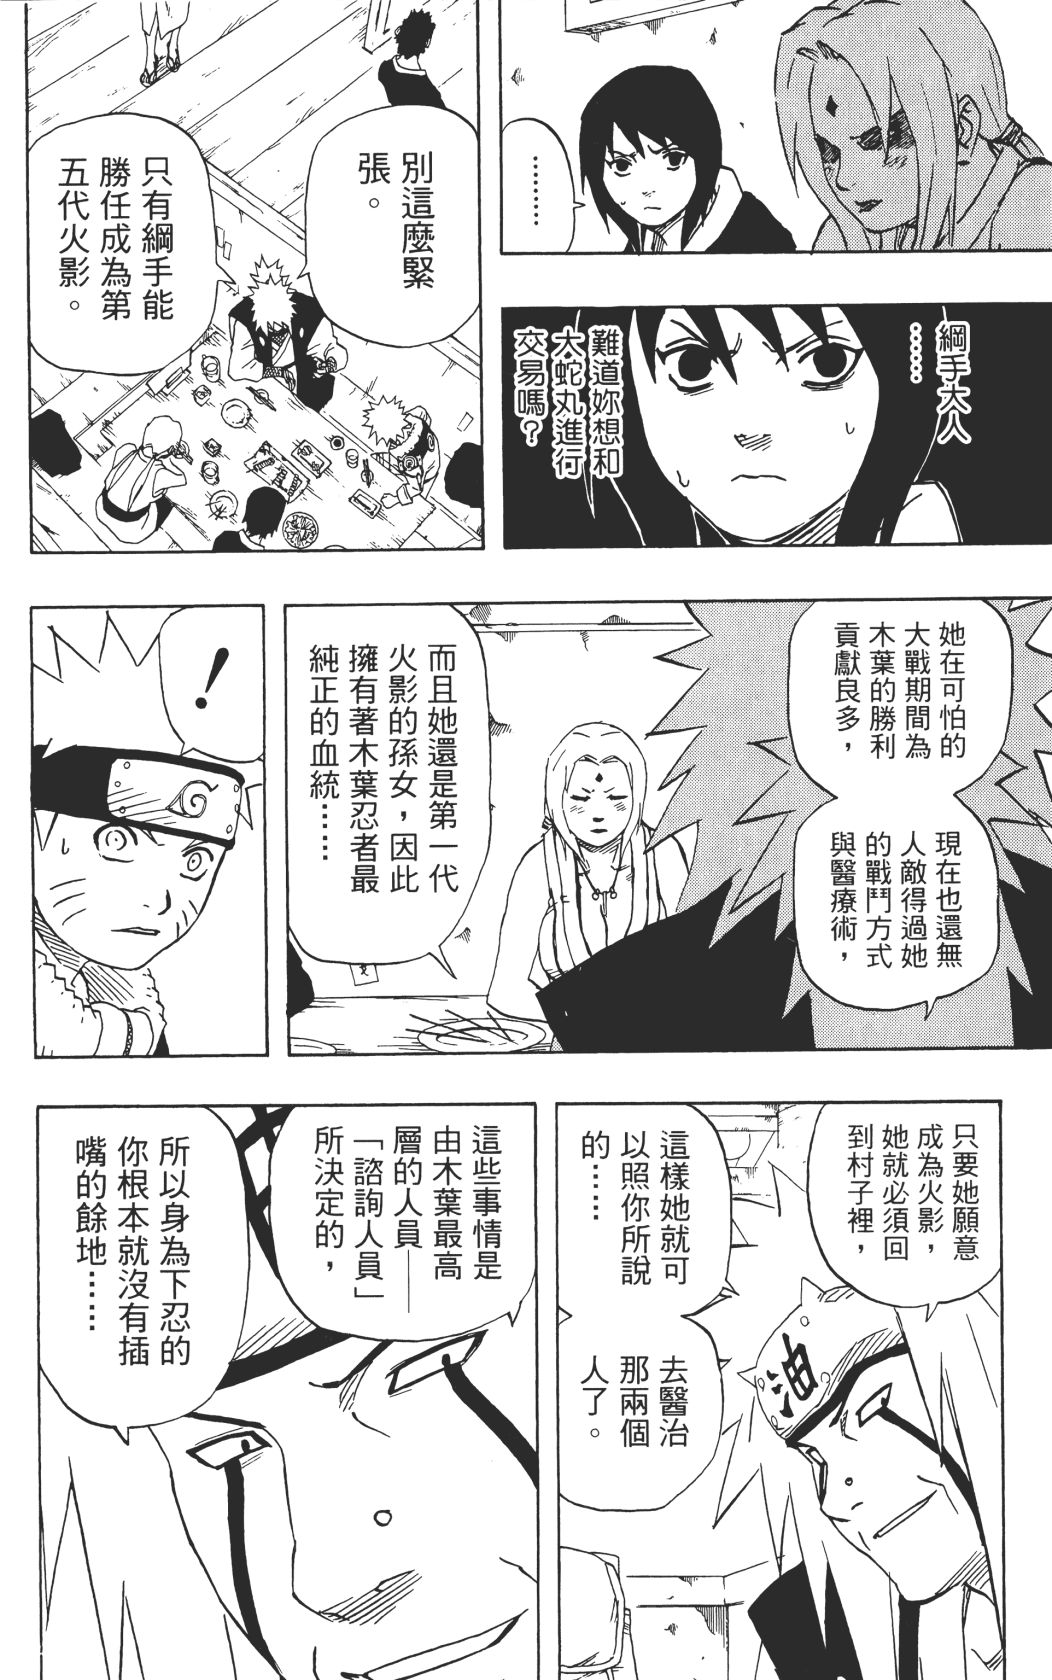 ………
綱手大人
……
難道妳想和
大蛇丸進行
交易嗎？
別這麼緊
張。
只有綱手能
勝任成為第
五代火影。
她在可怕的
大戰期間為
木葉的勝利
貢獻良多，
現在也還無
人敵得過她
的戰鬥方式
與醫療術，
而且她還是第一代
火影的孫女，因此
擁有著木葉忍者最
純正的血統……
！
只要她願意
成為火影，
她就必須回
到村子裡，
這樣她就可
以照你所說
的……
去醫治
那兩個
人了。
油
這些事情是
由木葉最高
層的人員──
「諮詢人員」
所決定的，
所以身為下忍的
你根本就沒有插
嘴的餘地……